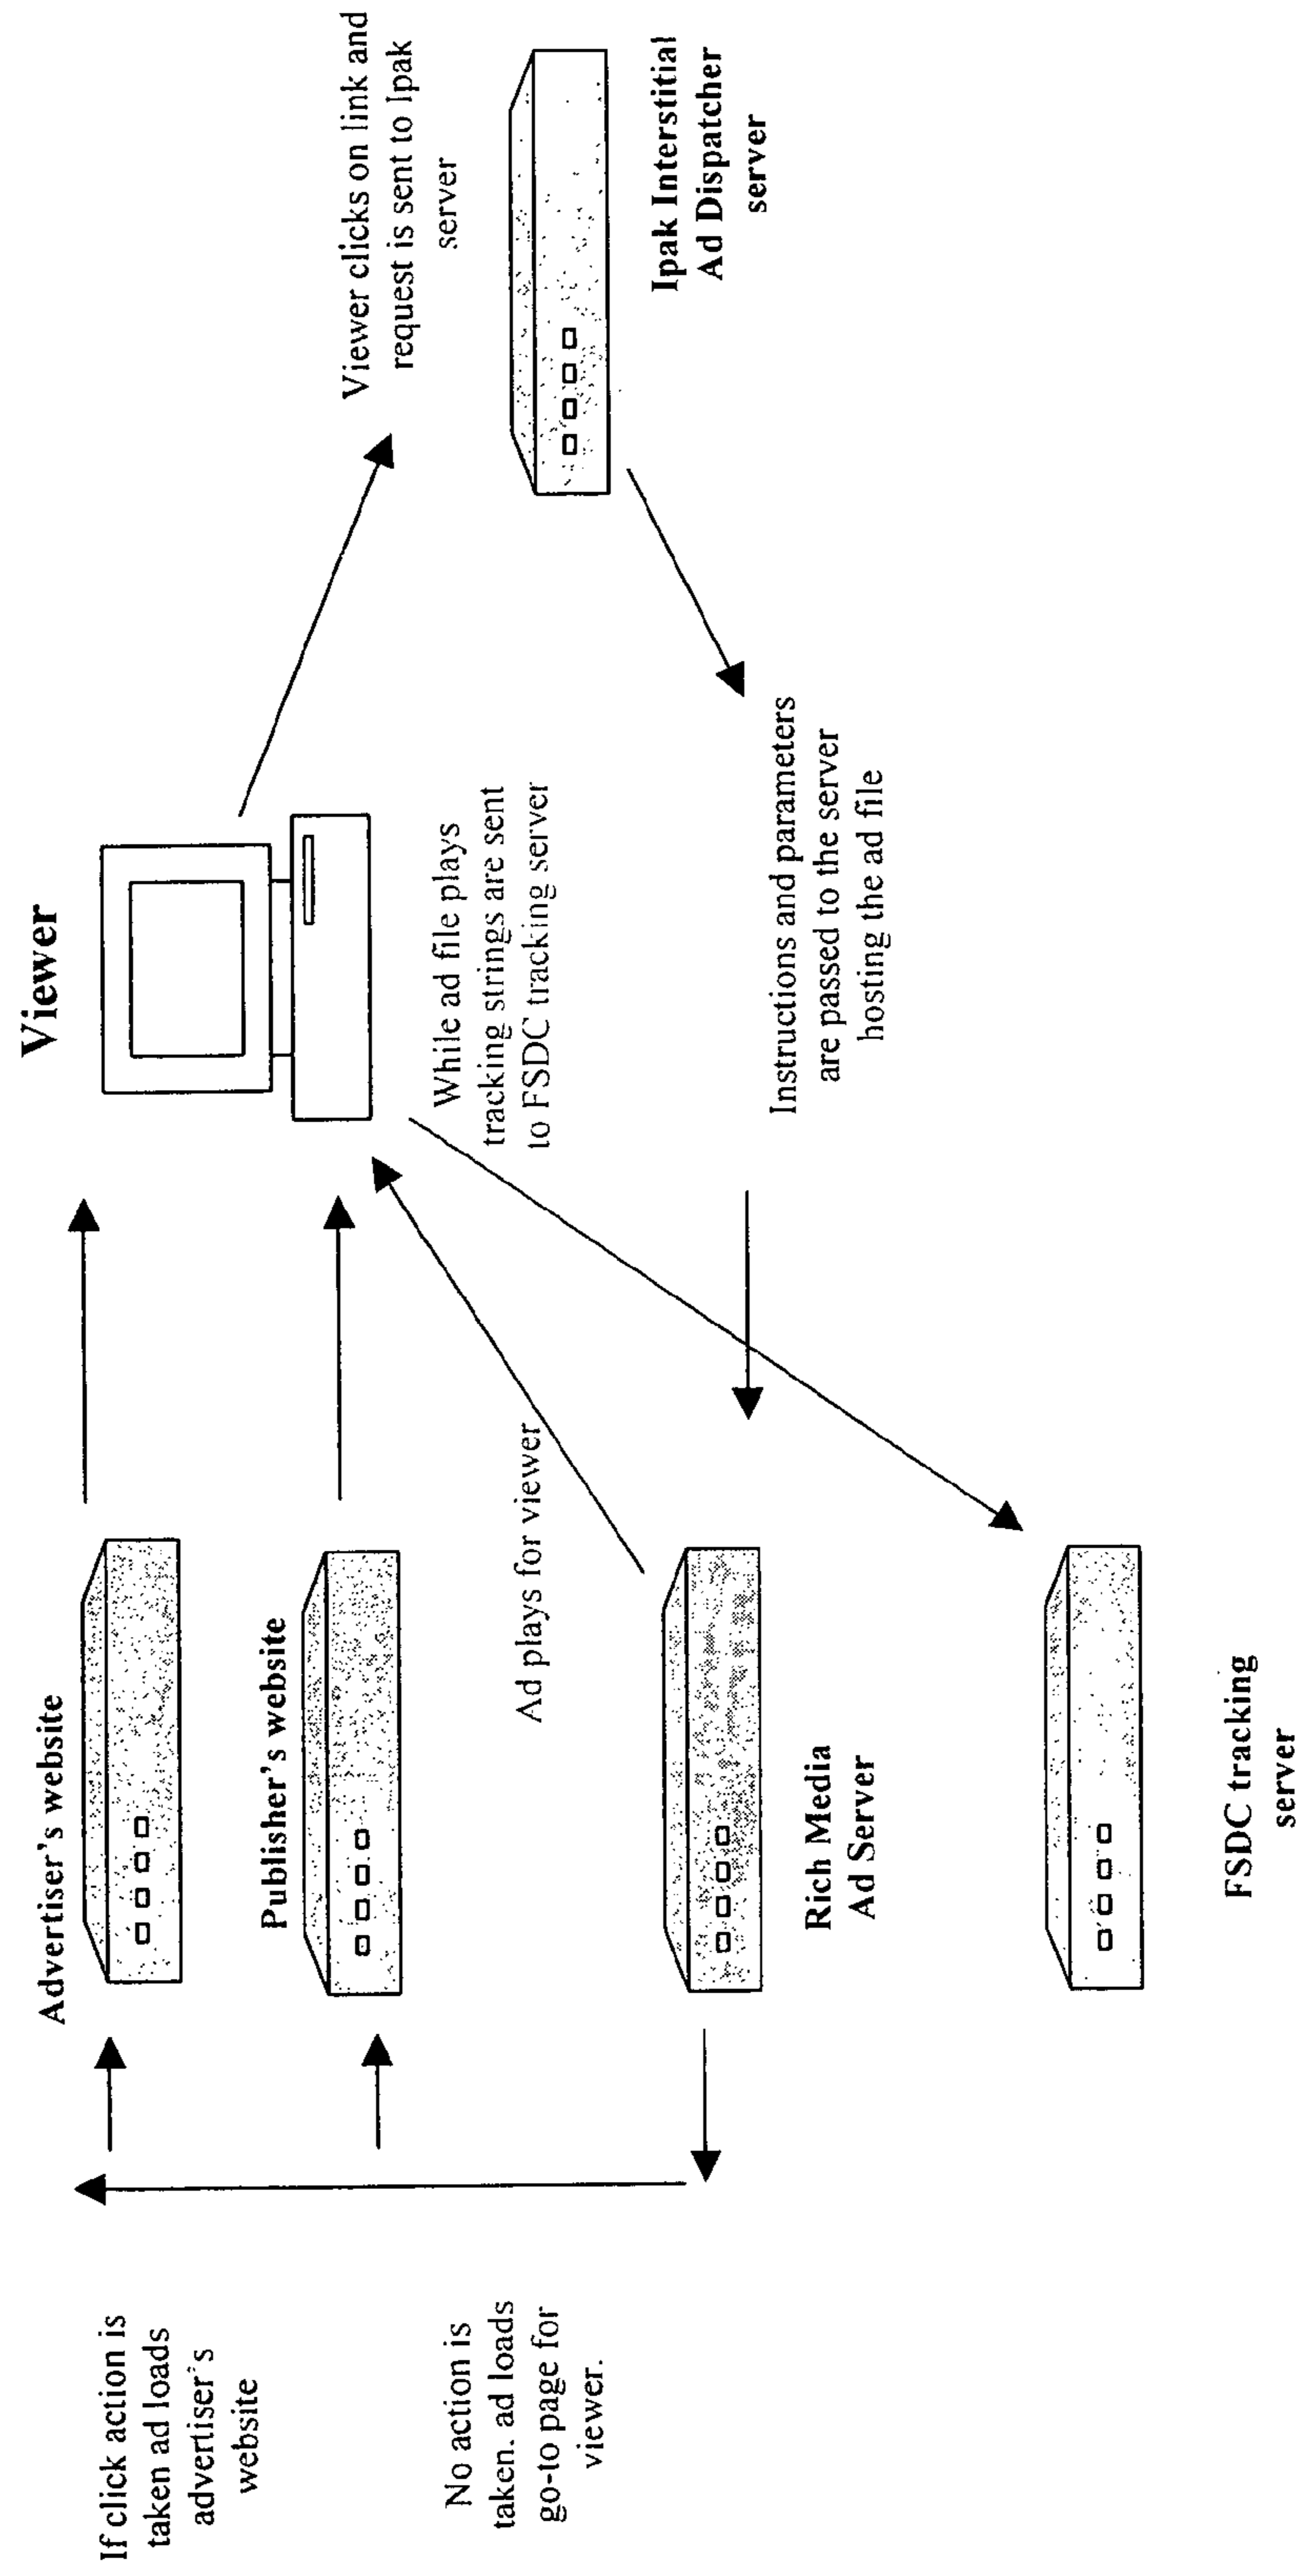 Viewer
Advertiser's website
If click action is
taken ad loads
advertiser's
website
Publisher's website
No action is
taken. ad loads
go-to page for
viewer.
Ad plays for viewer
While ad file plays
tracking strings are sent
to FSDC tracking server
Viewer clicks on link and
request is sent to Ipak
server
Ipak Interstitial
Ad Dispatcher
server
Instructions and parameters
are passed to the server
hosting the ad file
Rich Media
Ad Server
FSDC tracking
server